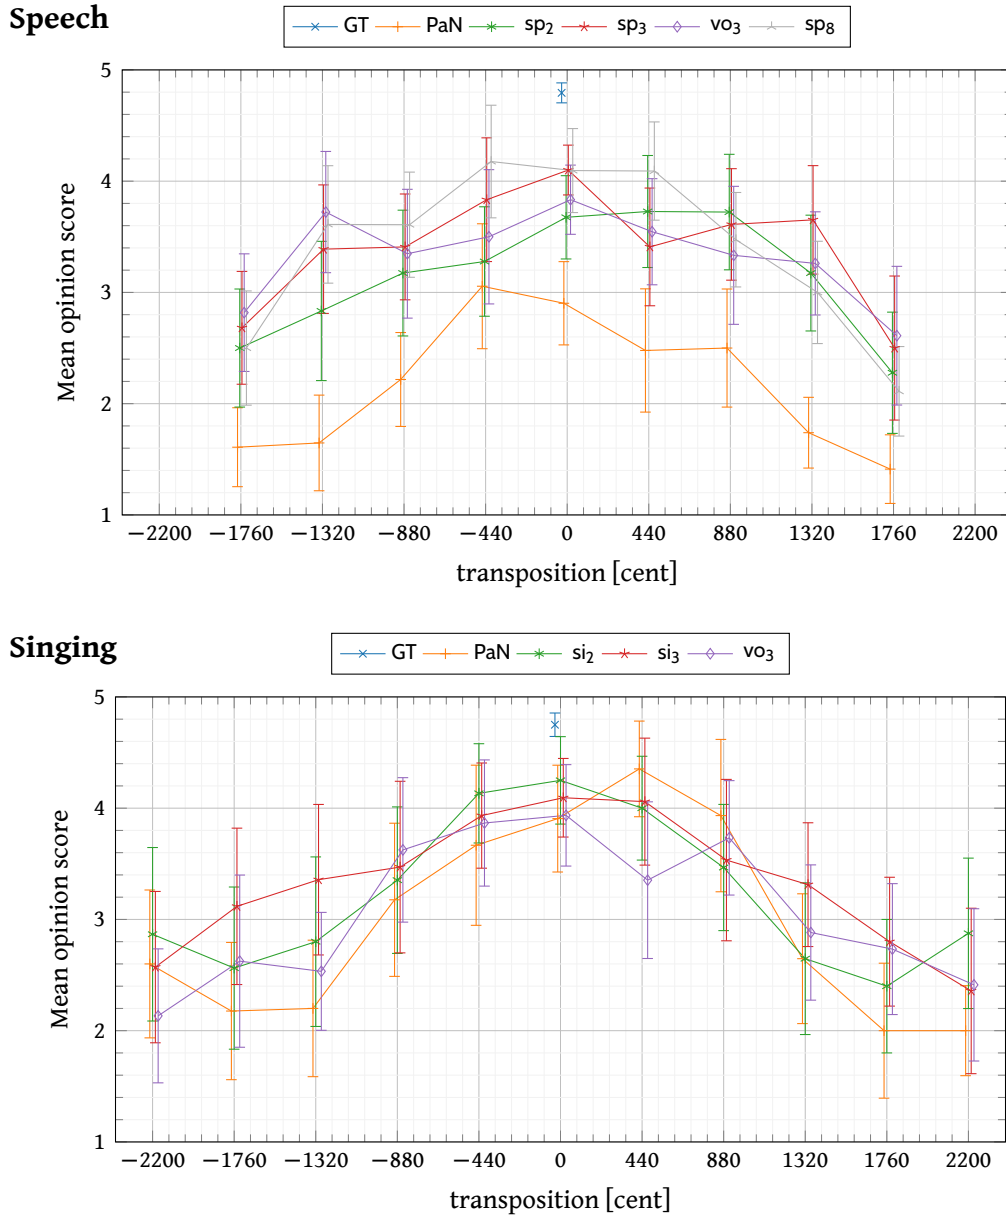 Speech
GT PaN sp2 sp3 vo3 sp8
5
4
3
2
1
Mean opinion score
−2200 −1760 −1320 −880 −440 0 440 880 1320 1760 2200
transposition [cent]
Singing
GT PaN si2 si3 vo3
5
4
3
2
1
Mean opinion score
−2200 −1760 −1320 −880 −440 0 440 880 1320 1760 2200
transposition [cent]